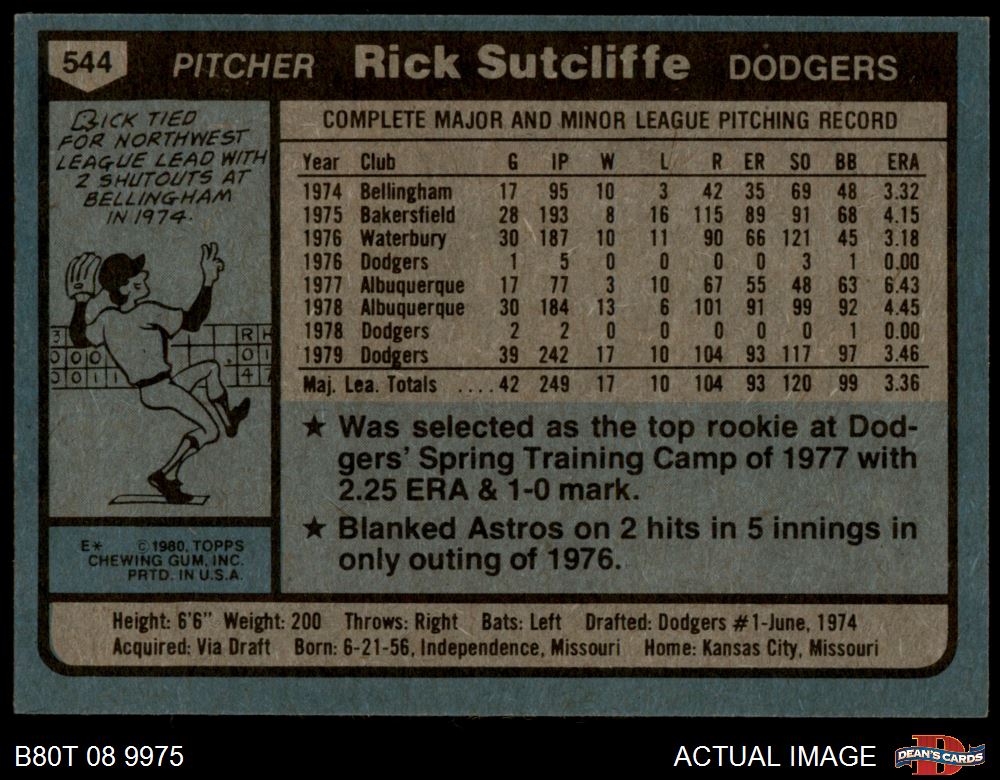 544 PITCHER Rick Sutcliffe DODGERS
RICK TIED
FOR NORTHWEST
LEAGUE LEAD WITH
2 SHUTOUTS AT
BELLINGHAM
IN 1974.
R H
0 0 0 0 1
0 0 1 1 4 7
E* ©1980, TOPPS
CHEWING GUM, INC.
PRTD. IN U.S.A.
COMPLETE MAJOR AND MINOR LEAGUE PITCHING RECORD
Year Club G IP W L R ER SO BB ERA
1974 Bellingham 17 95 10 3 42 35 69 48 3.32
1975 Bakersfield 28 193 8 16 115 89 91 68 4.15
1976 Waterbury 30 187 10 11 90 66 121 45 3.18
1976 Dodgers 1 5 0 0 0 0 3 1 0.00
1977 Albuquerque 17 77 3 10 67 55 48 63 6.43
1978 Albuquerque 30 184 13 6 101 91 99 92 4.45
1978 Dodgers 2 2 0 0 0 0 0 1 0.00
1979 Dodgers 39 242 17 10 104 93 117 97 3.46
Maj. Lea. Totals ....42 249 17 10 104 93 120 99 3.36
★ Was selected as the top rookie at Dod-
gers' Spring Training Camp of 1977 with
2.25 ERA & 1-0 mark.
★ Blanked Astros on 2 hits in 5 innings in
only outing of 1976.
Height: 6'6" Weight: 200 Throws: Right Bats: Left Drafted: Dodgers #1-June, 1974
Acquired: Via Draft Born: 6-21-56, Independence, Missouri Home: Kansas City, Missouri
B80T 08 9975 ACTUAL IMAGE DEAN'S CARDS